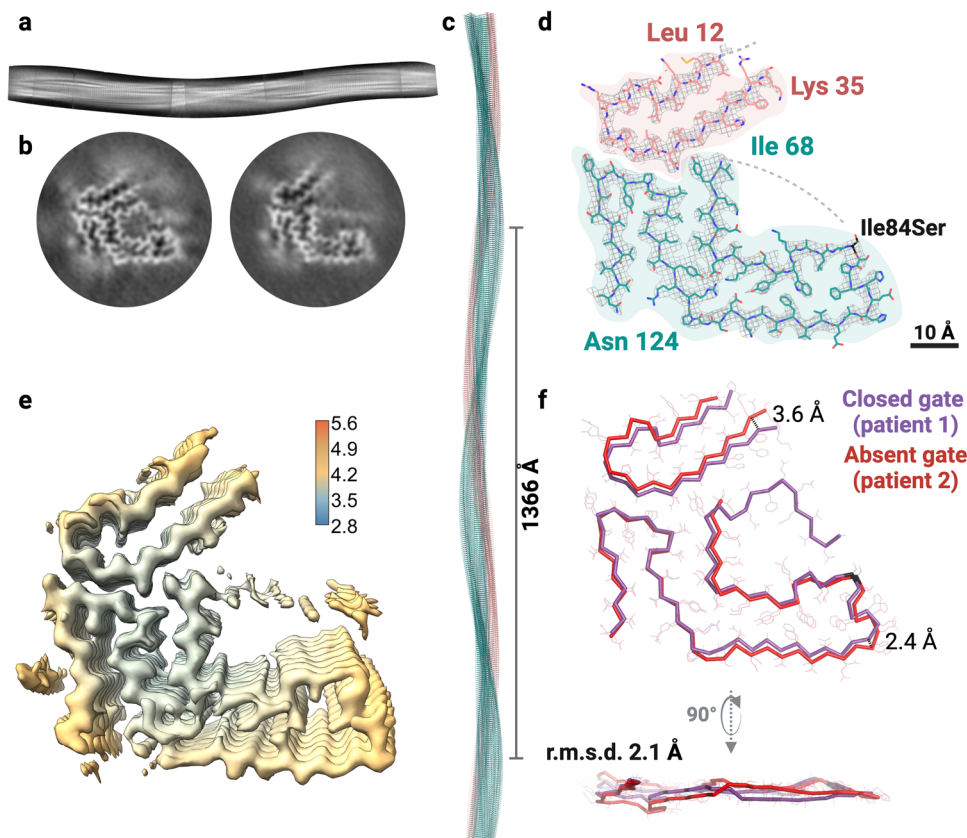 a
b
c
1366 Å
d
Leu 12
Lys 35
Ile 68
Ile84Ser
Asn 124
10 Å
e
5.6
4.9
4.2
3.5
2.8
f
3.6 Å
Closed gate
(patient 1)
Absent gate
(patient 2)
2.4 Å
90°
r.m.s.d. 2.1 Å